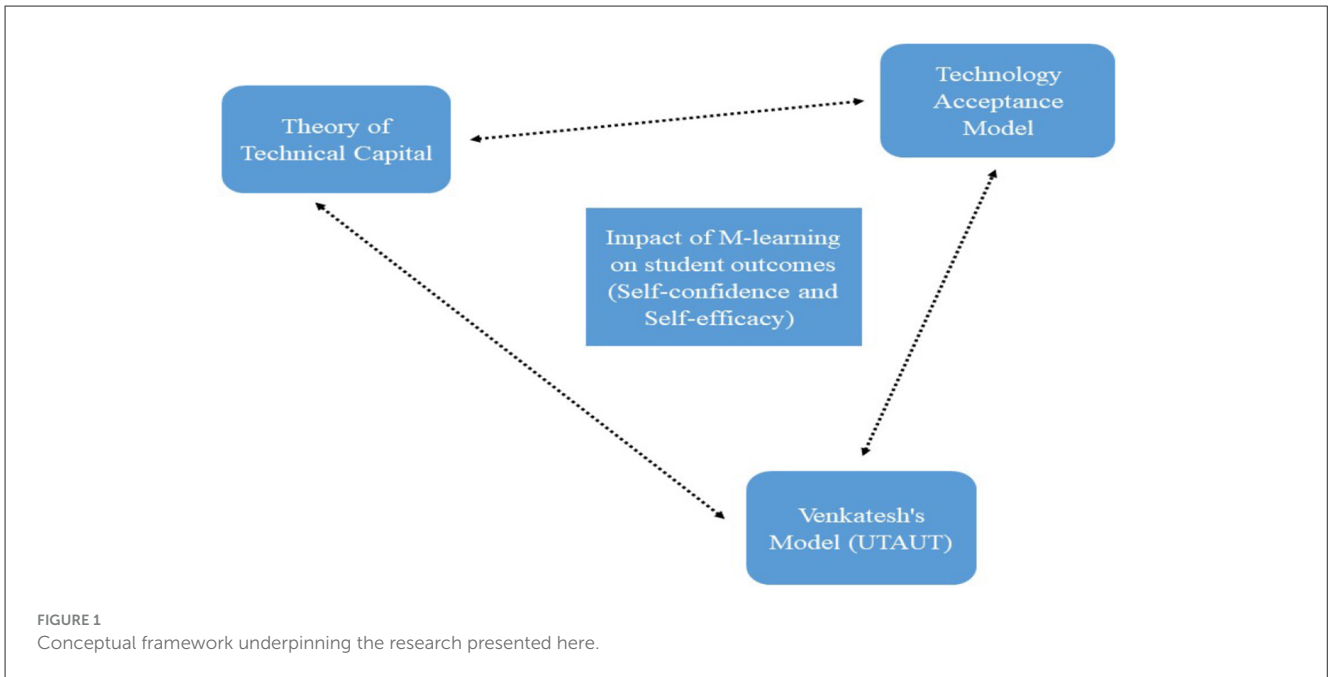 Theory of
Technical Capital
Technology
Acceptance
Model
Impact of M-learning
on student outcomes
(Self-confidence and
Self-efficacy)
Venkatesh's
Model (UTAUT)
FIGURE 1
Conceptual framework underpinning the research presented here.